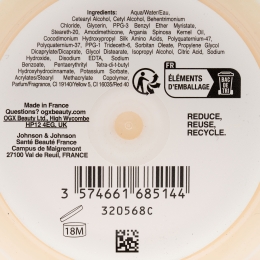 Ingredients: Aqua/Water/Eau,
Cetearyl Alcohol, Cetyl Alcohol, Behentrimonium
Chloride, Glycerin, PPG-3 Benzyl Ether Myristate,
Steareth-20, Amodimethicone, Argania Spinosa Kernel Oil,
Cocodimonium Hydroxypropyl Silk Amino Acids, Polyquaternium-47,
Polyquaternium-37, PPG-1 Trideceth-6, Sorbitan Oleate, Propylene Glycol
Dicaprylate/Dicaprate, Glycol Distearate, Isopropyl Alcohol, Citric Acid, Sodium
Hydroxide, Disodium EDTA, Sodium
Benzoate, Pentaerythrityl Tetra-di-t-butyl
Hydroxyhydrocinnamate, Potassium Sorbate,
Acrylates/Stearyl Methacrylate Copolymer,
Parfum/Fragrance CI 19140/Yellow 5, CI 16035/Red 40
FR
ÉLÉMENTS
D'EMBALLAGE
BAC
DE TRI
Made in France
Questions? ogxbeauty.com
OGX Beauty Ltd., High Wycombe
HP12 4EG, UK
Johnson & Johnson
Santé Beauté France
Campus de Maigremont
27100 Val de Reuil, FRANCE
REDUCE,
REUSE,
RECYCLE.
3 574661 685144
320568C
18M